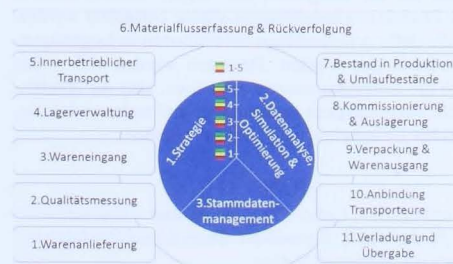 6.Materialflusserfassung & Rückverfolgung
5.Innerbetrieblicher
Transport
4.Lagerverwaltung
3.Wareneingang
2.Qualitätsmessung
1.Warenanlieferung
1-5
5
4
3
2
1
1.Strategie
2.Datenanalyse,
Simulation &
Optimierung
3.Stammdaten-
management
7.Bestand in Produktion
& Umlaufbestände
8.Kommissionierung
& Auslagerung
9.Verpackung &
Warenausgang
10.Anbindung
Transporteure
11.Verladung und
Übergabe